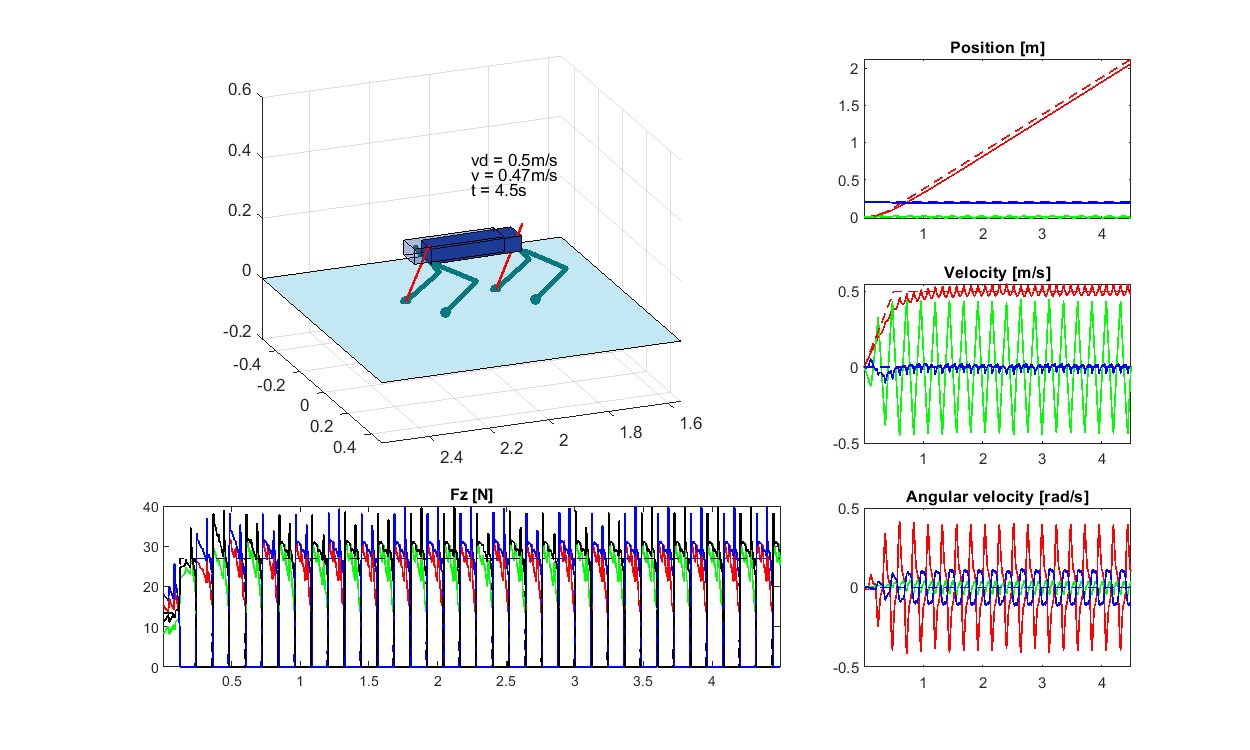 0.6
0.4
0.2
0
-0.2
-0.4
-0.2
0
0.2
0.4
2.4
2.2
2
1.8
1.6
vd = 0.5m/s
v = 0.47m/s
t = 4.5s
Position [m]
2
1.5
1
0.5
0
1 2 3 4
Velocity [m/s]
0.5
0
-0.5
1 2 3 4
Fz [N]
40
30
20
10
0
0.5 1 1.5 2 2.5 3 3.5 4
Angular velocity [rad/s]
0.5
0
-0.5
1 2 3 4